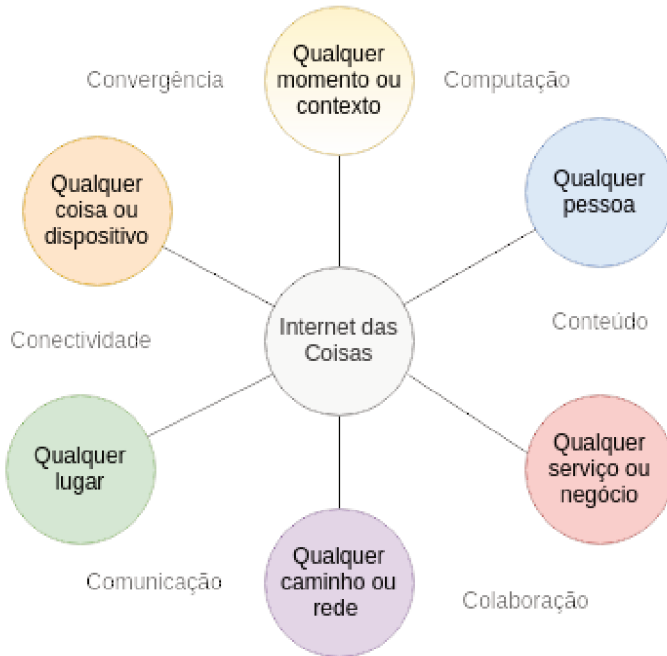 Qualquer
momento ou
contexto
Convergência
Computação
Qualquer
coisa ou
dispositivo
Qualquer
pessoa
Internet das
Coisas
Conectividade
Conteúdo
Qualquer
lugar
Qualquer
serviço ou
negócio
Qualquer
caminho ou
rede
Comunicação
Colaboração